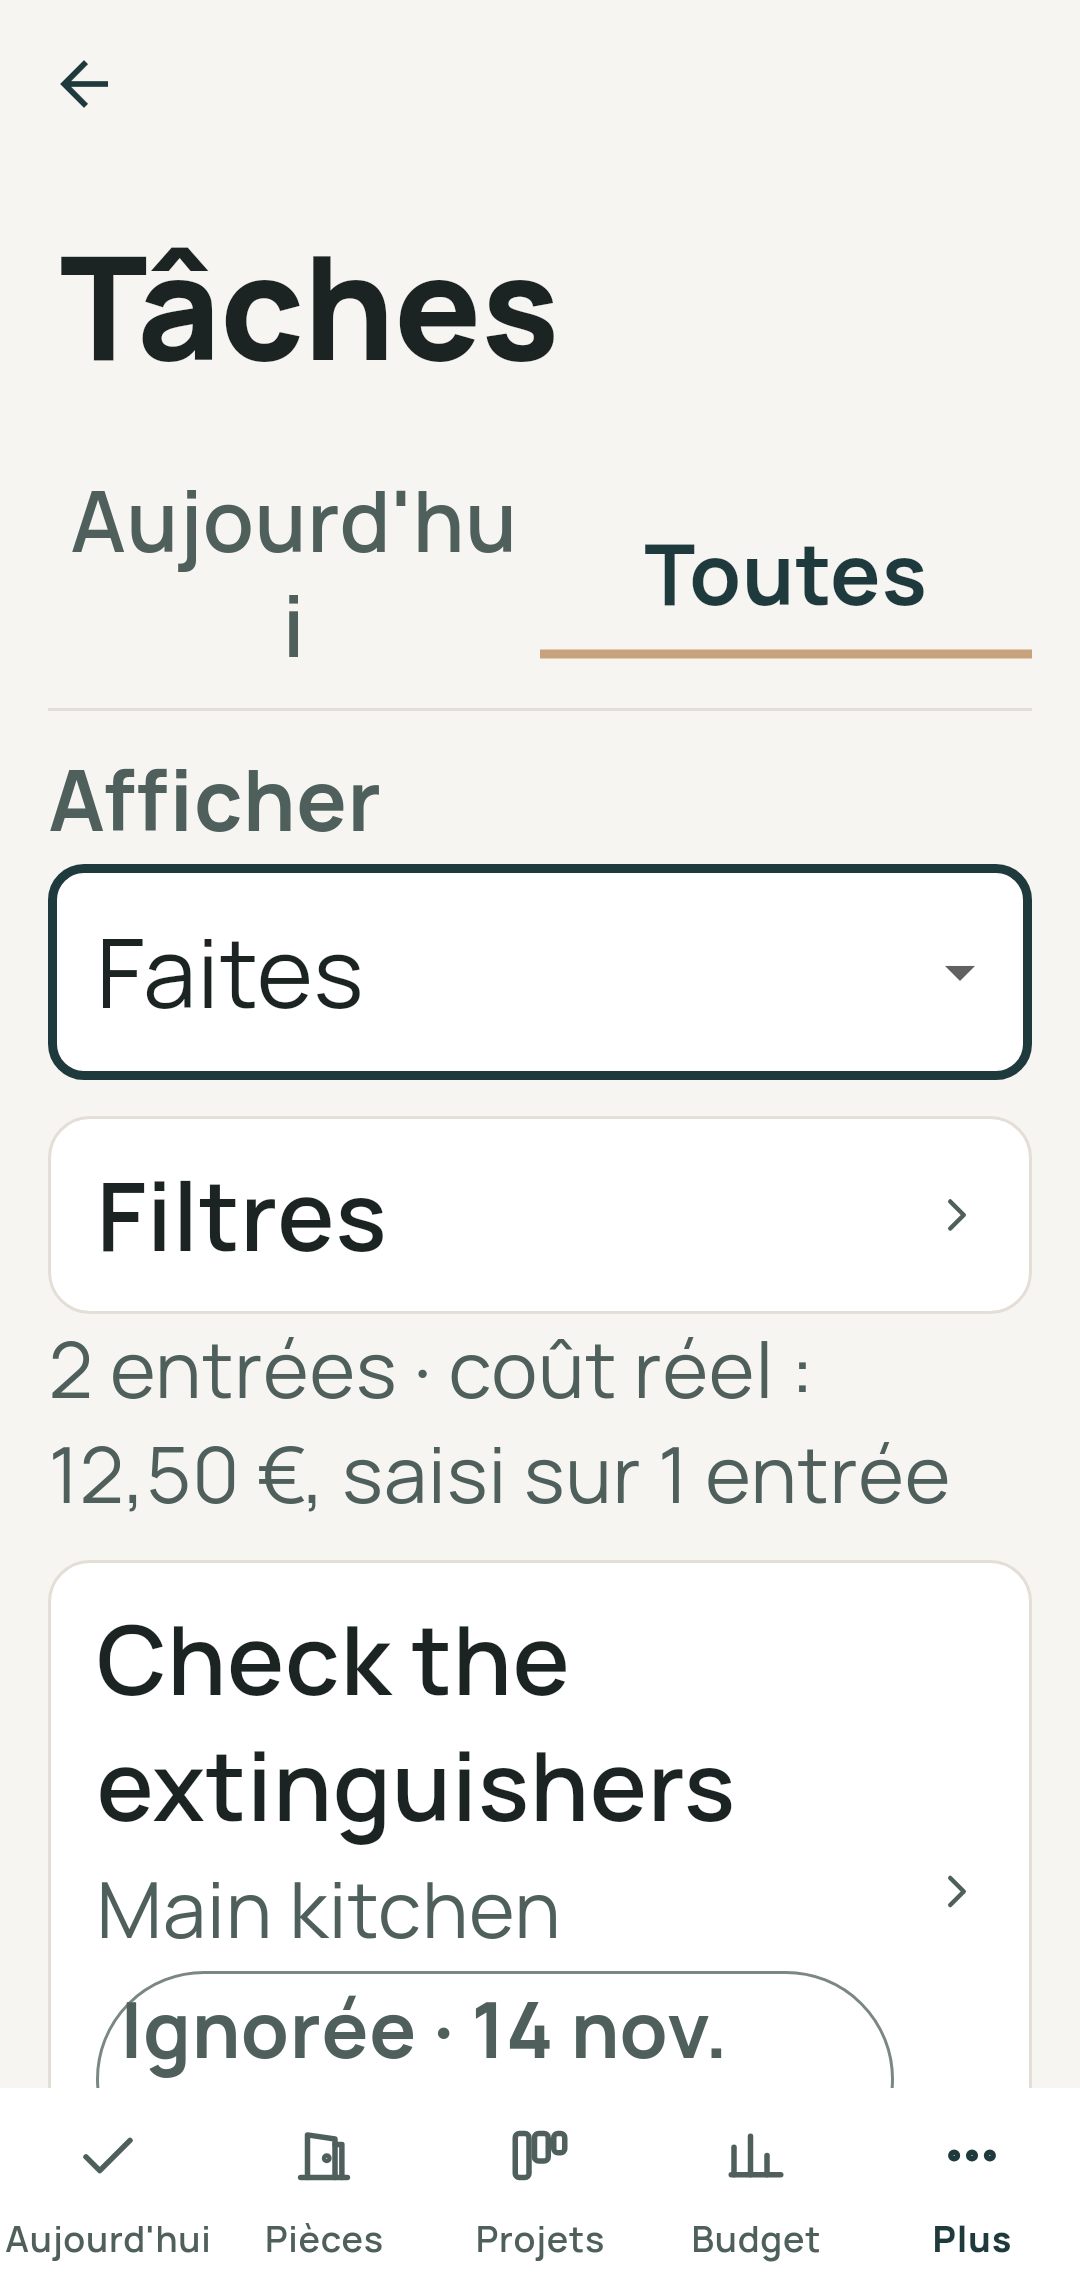 Tâches
Aujourd'hu
i
Toutes
Afficher
Faites
Filtres
2 entrées · coût réel :
12,50 €, saisi sur 1 entrée
Check the
extinguishers
Main kitchen
Ignorée · 14 nov.
Aujourd'hui
Pièces
Projets
Budget
Plus